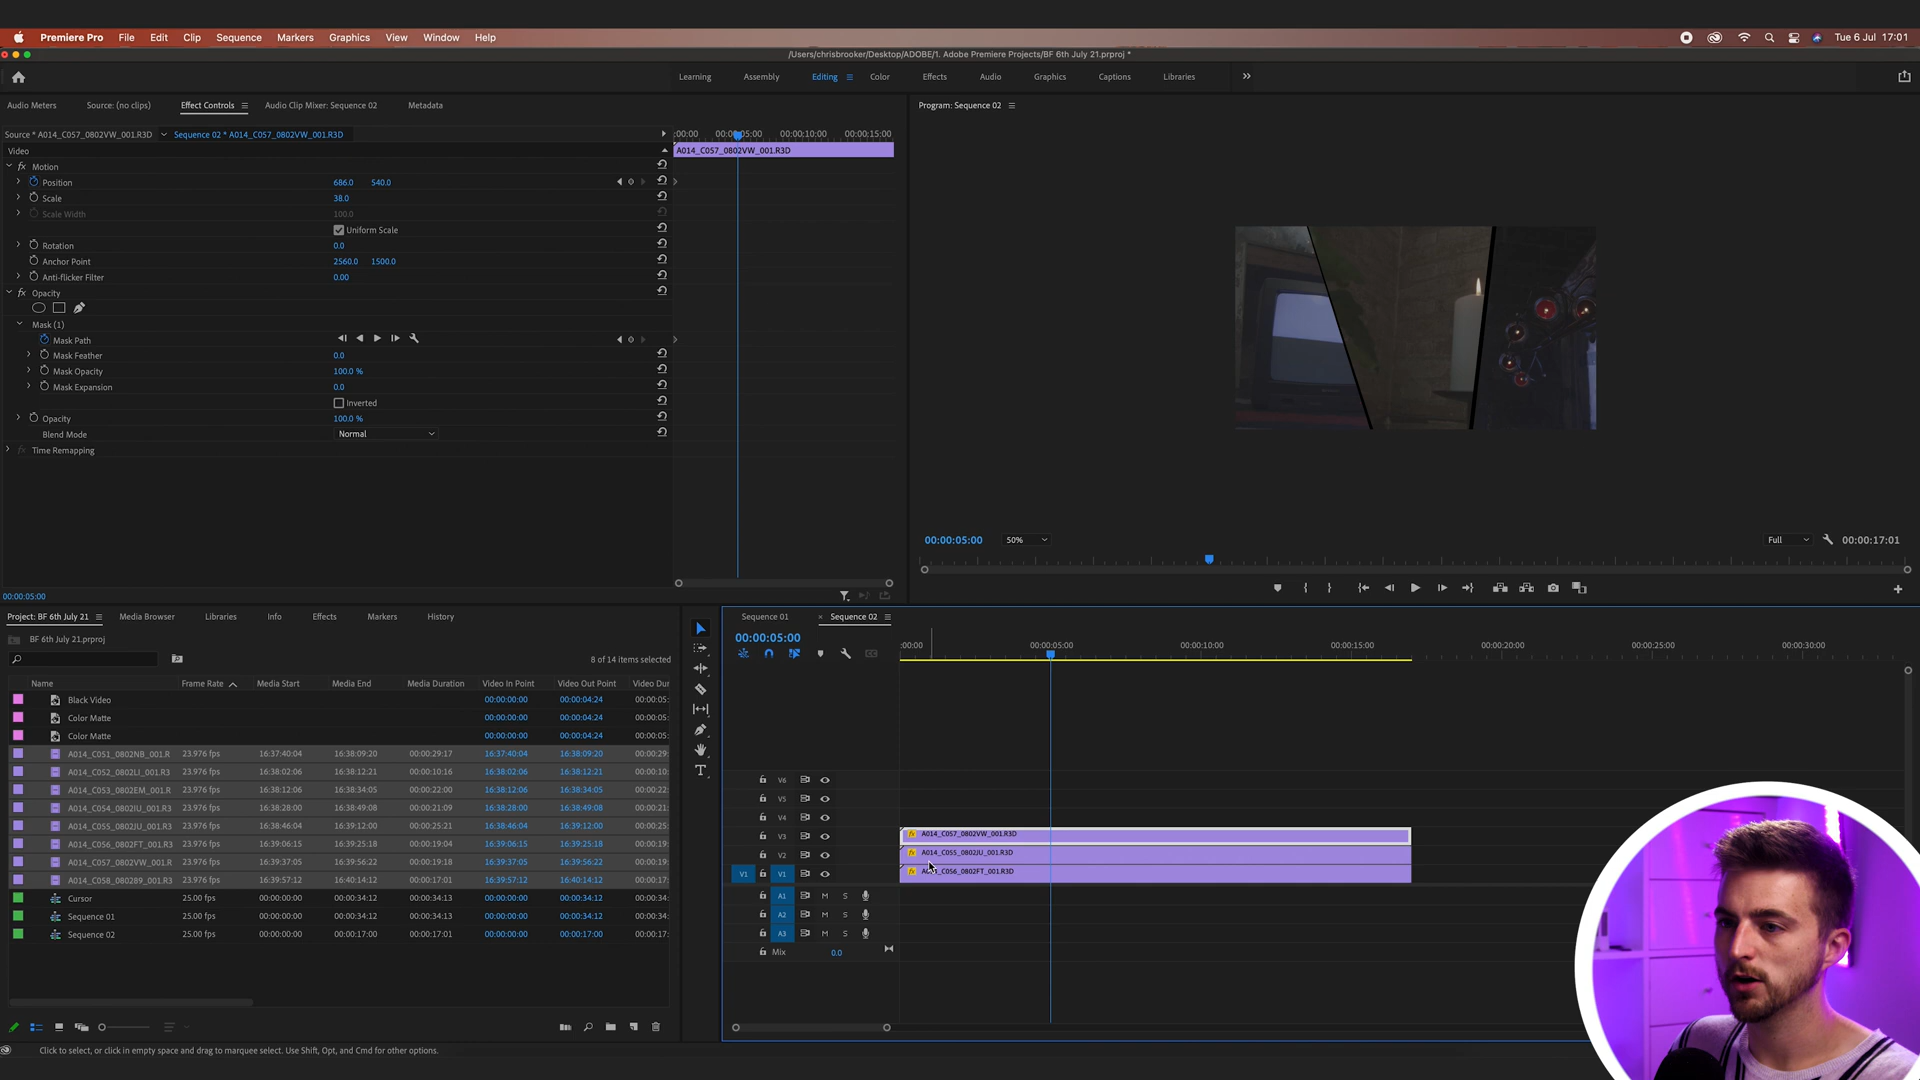 Premiere Pro File Edit Clip Sequence Markers Graphics View Window Help Tue 6 Jul 17:01
/Users/chrisbrooker/Desktop/ADOBE/1. Adobe Premiere Projects/BF 6th July 21.prproj *
Learning Assembly Editing Color Effects Audio Graphics Captions Libraries
Audio Meters Source: (no clips) Effect Controls Audio Clip Mixer: Sequence 02 Metadata
Program: Sequence 02
Source * A014_C057_0802VW_001.R3D Sequence 02 * A014_C057_0802VW_001.R3D
:00:00 00:00:05:00 00:00:10:00 00:00:15:00
Video
A014_C057_0802VW_001.R3D
fx Motion
Position 686.0 540.0
Scale 38.0
Scale Width 100.0
Uniform Scale
Rotation 0.0
Anchor Point 2560.0 1500.0
Anti-flicker Filter 0.00
fx Opacity
Mask (1)
Mask Path
Mask Feather 0.0
Mask Opacity 100.0 %
Mask Expansion 0.0
Inverted
Opacity 100.0 %
Blend Mode Normal
fx Time Remapping
00:00:05:00 50% Full 00:00:17:01
00:00:05:00
Project: BF 6th July 21 Media Browser Libraries Info Effects Markers History
BF 6th July 21.prproj
8 of 14 items selected
Name Frame Rate Media Start Media End Media Duration Video In Point Video Out Point Video Dur
Black Video 00:00:00:00 00:00:04:24 00:00:05:
Color Matte 00:00:00:00 00:00:04:24 00:00:05:
Color Matte 00:00:00:00 00:00:04:24 00:00:05:
A014_C051_0802NB_001.R 23.976 fps 16:37:40:04 16:38:09:20 00:00:29:17 16:37:40:04 16:38:09:20 00:00:29:
A014_C052_0802LI_001.R3 23.976 fps 16:38:02:06 16:38:12:21 00:00:10:16 16:38:02:06 16:38:12:21 00:00:10:
A014_C053_0802EM_001.R 23.976 fps 16:38:12:06 16:38:34:05 00:00:22:00 16:38:12:06 16:38:34:05 00:00:22:
A014_C054_0802IU_001.R3 23.976 fps 16:38:28:00 16:38:49:08 00:00:21:09 16:38:28:00 16:38:49:08 00:00:21:
A014_C055_0802JU_001.R3 23.976 fps 16:38:46:04 16:39:12:00 00:00:25:21 16:38:46:04 16:39:12:00 00:00:25:
A014_C056_0802FT_001.R3 23.976 fps 16:39:06:15 16:39:25:18 00:00:19:04 16:39:06:15 16:39:25:18 00:00:19:
A014_C057_0802VW_001.R 23.976 fps 16:39:37:05 16:39:56:22 00:00:19:18 16:39:37:05 16:39:56:22 00:00:19:
A014_C058_080289_001.R3 23.976 fps 16:39:57:12 16:40:14:12 00:00:17:01 16:39:57:12 16:40:14:12 00:00:17:
Cursor 25.00 fps 00:00:00:00 00:00:34:12 00:00:34:13 00:00:00:00 00:00:34:12 00:00:34:
Sequence 01 25.00 fps 00:00:00:00 00:00:34:12 00:00:34:13 00:00:00:00 00:00:34:12 00:00:34:
Sequence 02 25.00 fps 00:00:00:00 00:00:17:00 00:00:17:01 00:00:00:00 00:00:17:00 00:00:17:
Sequence 01 × Sequence 02
00:00:05:00
:00:00 00:00:05:00 00:00:10:00 00:00:15:00 00:00:20:00 00:00:25:00 00:00:30:00
V6
V5
V4
V3 fx A014_C057_0802VW_001.R3D
V2 fx A014_C055_0802JU_001.R3D
V1 V1 fx _C056_0802FT_001.R3D
A1 M S
A2 M S
A3 M S
Mix 0.0
Click to select, or click in empty space and drag to marquee select. Use Shift, Opt, and Cmd for other options.